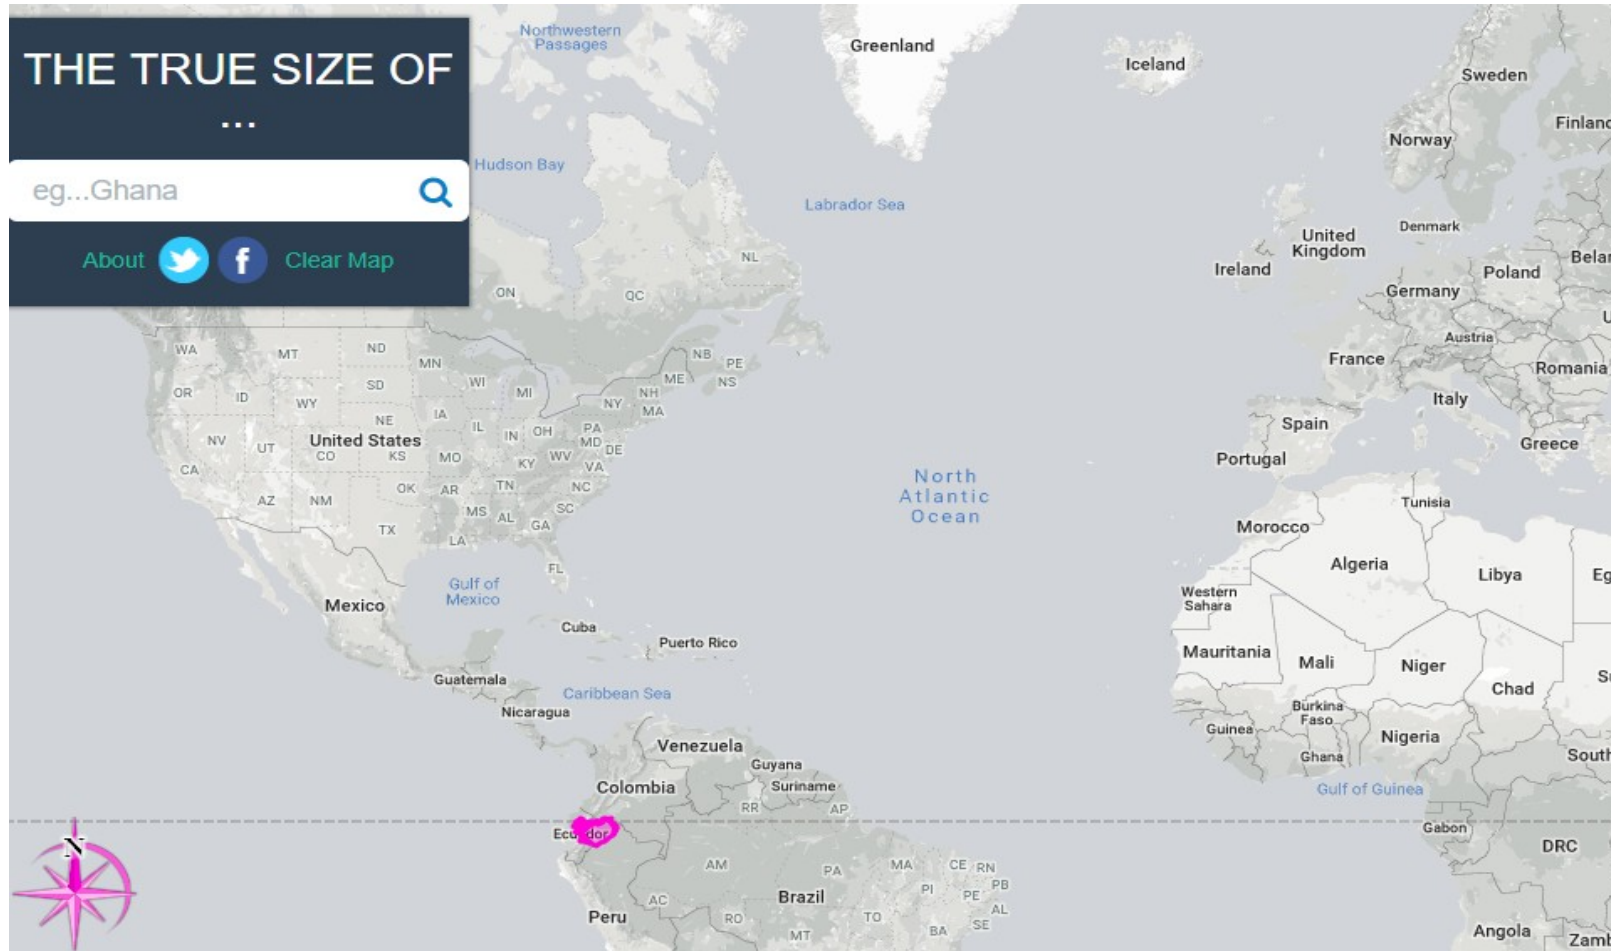 THE TRUE SIZE OF
...
eg...Ghana
About
f
Clear Map
Northwestern
Passages
Greenland
Iceland
Sweden
Finland
Norway
Hudson Bay
Labrador Sea
Denmark
United
Kingdom
Ireland
Belar
Poland
Germany
NL
ON
QC
U
Austria
France
Romania
Italy
Spain
Greece
Portugal
WA
MT
ND
MN
NB
PE
OR
ID
SD
WI
ME
NS
WY
MI
NH
NE
IA
NY
MA
NV
UT
United States
CO
KS
IL
IN
OH
PA
MD
DE
CA
MO
KY
WV
VA
AZ
NM
OK
AR
TN
NC
TX
MS
AL
GA
SC
LA
FL
North
Atlantic
Ocean
Tunisia
Morocco
Algeria
Libya
Eg
Gulf of
Mexico
Mexico
Western
Sahara
Cuba
Puerto Rico
Mauritania
Mali
Niger
Chad
Su
Guatemala
Caribbean Sea
Nicaragua
Burkina
Faso
Guinea
Nigeria
Ghana
South
Venezuela
Guyana
Colombia
Suriname
Gulf of Guinea
RR
AP
Ecuador
Gabon
DRC
N
AM
PA
MA
CE
RN
PB
PI
PE
AL
AC
Brazil
Peru
RO
TO
SE
BA
MT
Angola
Zaml